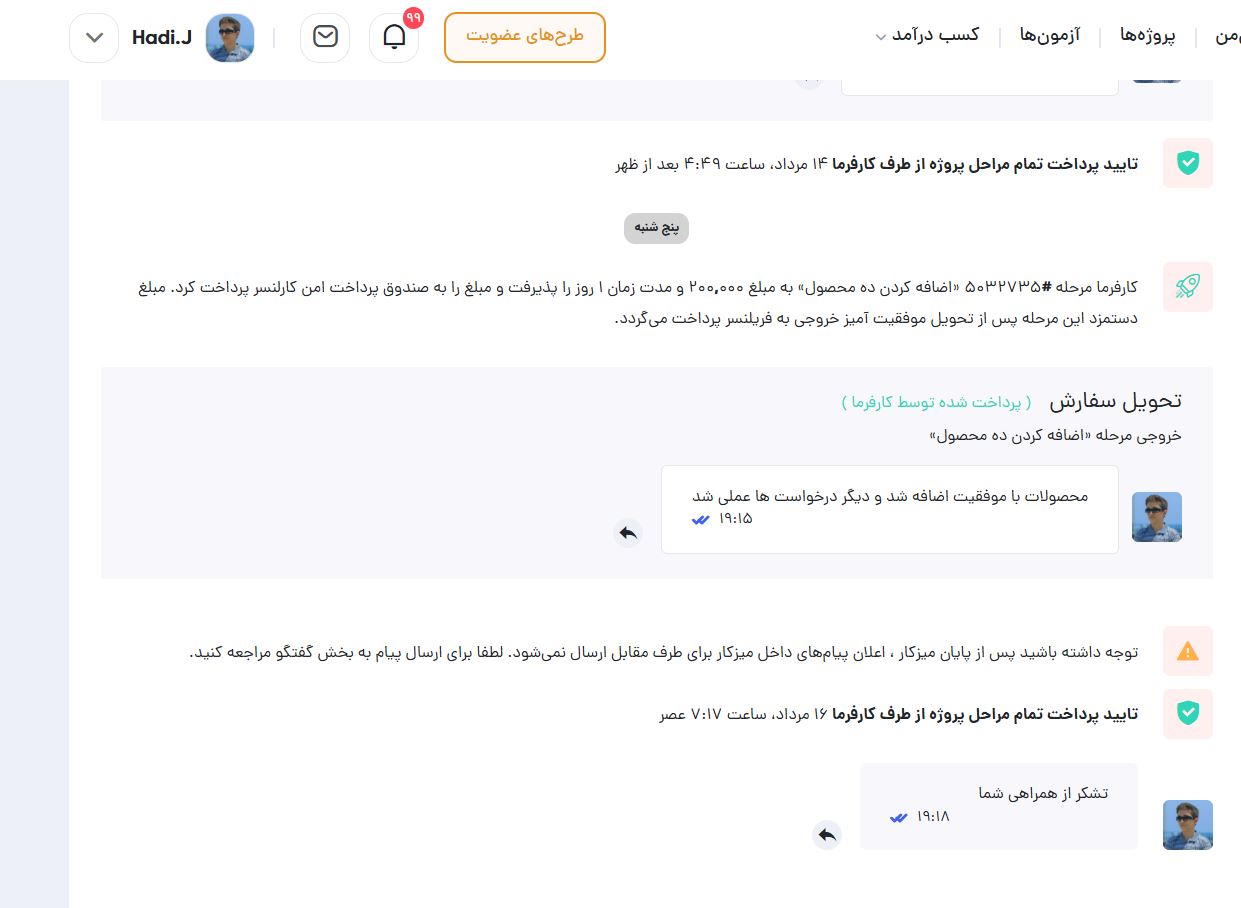 من
پروژه‌ها
آزمون‌ها
کسب درآمد
طرح‌های عضویت
۹۹
Hadi.J
تایید پرداخت تمام مراحل پروژه از طرف کارفرما ۱۴ مرداد، ساعت ۴:۴۹ بعد از ظهر
پنج شنبه
کارفرما مرحله #۵۰۳۲۷۳۵ «اضافه کردن ده محصول» به مبلغ ۲۰۰,۰۰۰ و مدت زمان ۱ روز را پذیرفت و مبلغ را به صندوق پرداخت امن کارلنسر پرداخت کرد. مبلغ
دستمزد این مرحله پس از تحویل موفقیت آمیز خروجی به فریلنسر پرداخت می‌گردد.
تحویل سفارش ( پرداخت شده توسط کارفرما )
خروجی مرحله «اضافه کردن ده محصول»
محصولات با موفقیت اضافه شد و دیگر درخواست ها عملی شد
۱۹:۱۵
توجه داشته باشید پس از پایان میزکار ، اعلان پیام‌های داخل میزکار برای طرف مقابل ارسال نمی‌شود. لطفا برای ارسال پیام به بخش گفتگو مراجعه کنید.
تایید پرداخت تمام مراحل پروژه از طرف کارفرما ۱۶ مرداد، ساعت ۷:۱۷ عصر
تشکر از همراهی شما
۱۹:۱۸